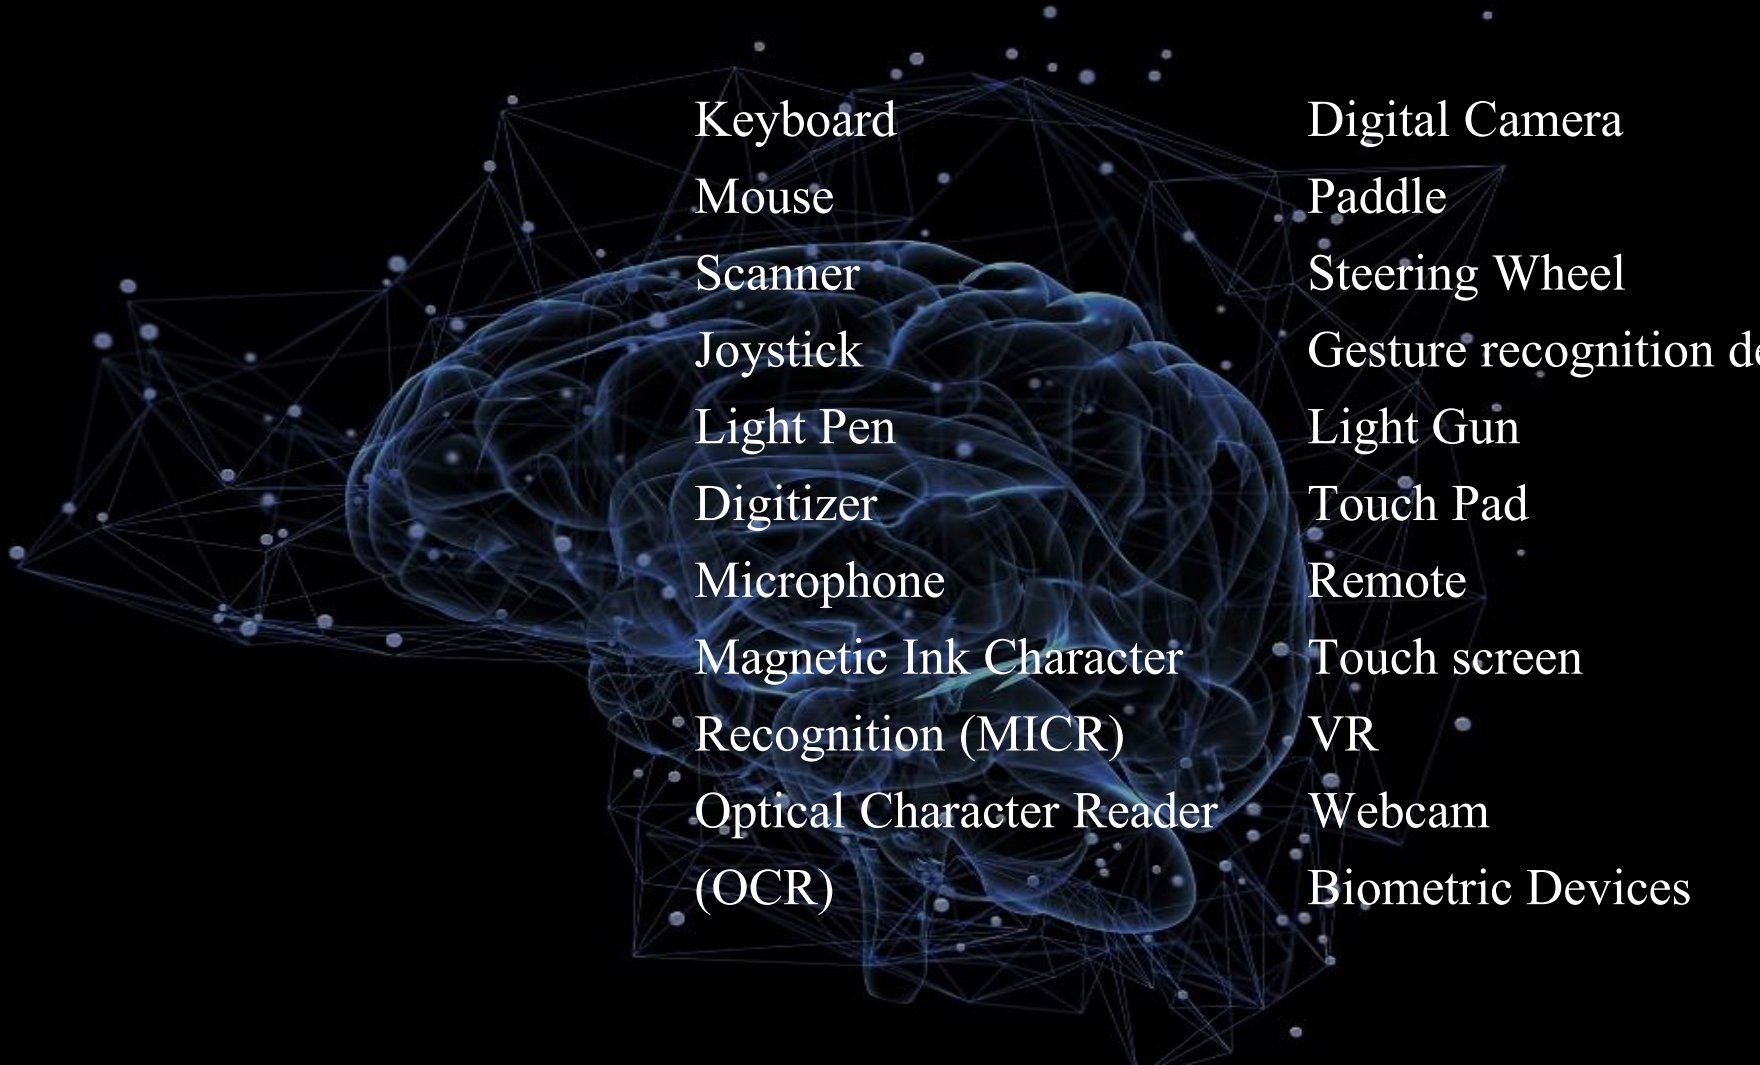 Keyboard
Mouse
Scanner
Joystick
Light Pen
Digitizer
Microphone
Magnetic Ink Character
Recognition (MICR)
Optical Character Reader
(OCR)
Digital Camera
Paddle
Steering Wheel
Gesture recognition
Light Gun
Touch Pad
Remote
Touch screen
VR
Webcam
Biometric Devices